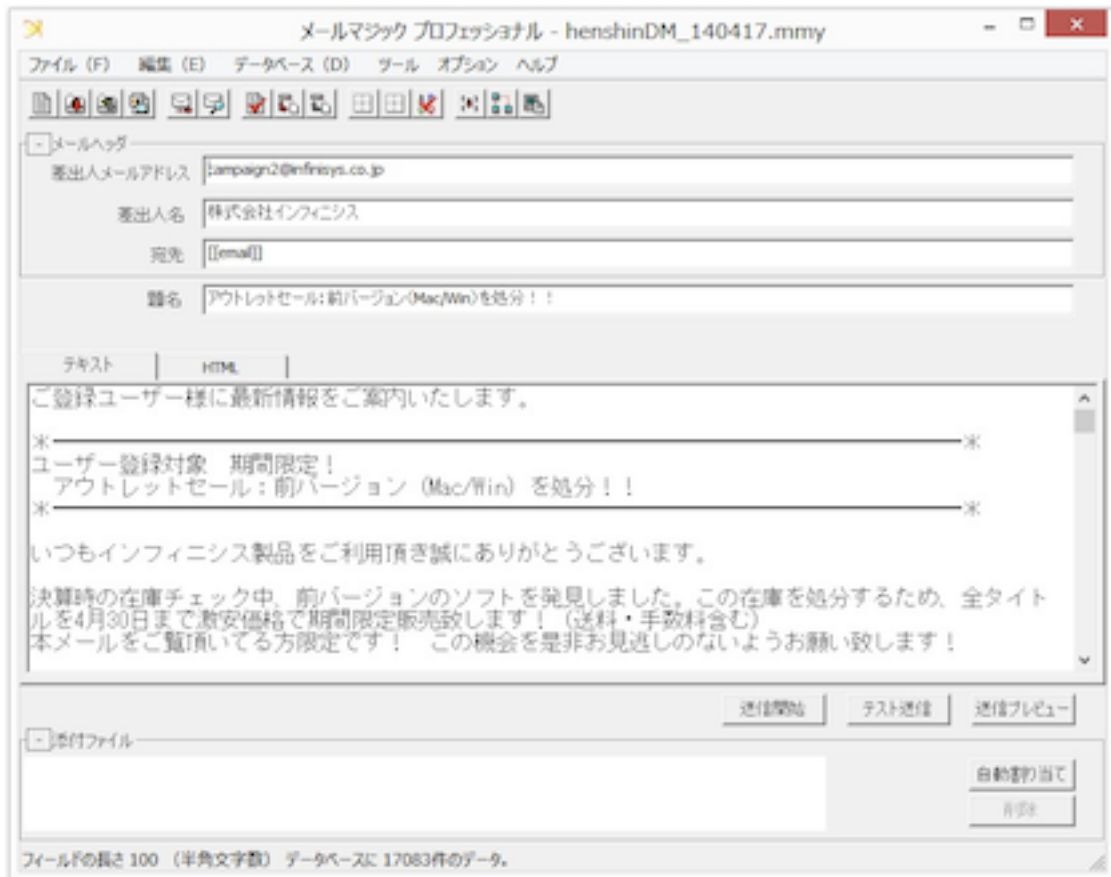 メールマジック プロフェッショナル - henshinDM_140417.mmy
ファイル (F) 編集 (E) データベース (D) ツール オプション ヘルプ
メールヘッダ
差出人メールアドレス campaign2@infinisys.co.jp
差出人名 株式会社インフィニシス
宛先 [[email]]
題名 アウトレットセール:前バージョン(Mac/Win)を処分!!
テキスト HTML
ご登録ユーザー様に最新情報をご案内いたします。
*━━━━━━━━━━━━━━━━━━━━━━━━━━━━*
ユーザー登録対象 期間限定!
アウトレットセール:前バージョン (Mac/Win) を処分!!
*━━━━━━━━━━━━━━━━━━━━━━━━━━━━*
いつもインフィニシス製品をご利用頂き誠にありがとうございます。
決算時の在庫チェック中、前バージョンのソフトを発見しました。この在庫を処分するため、全タイト
ルを4月30日まで激安価格で期間限定販売致します! (送料・手数料含む)
本メールをご覧頂いてる方限定です! この機会を是非お見逃しのないようお願い致します!
送信開始 テスト送信 送信プレビュー
添付ファイル
自動割り当て
削除
フィールドの長さ 100 (半角文字数) データベースに 17083件のデータ。